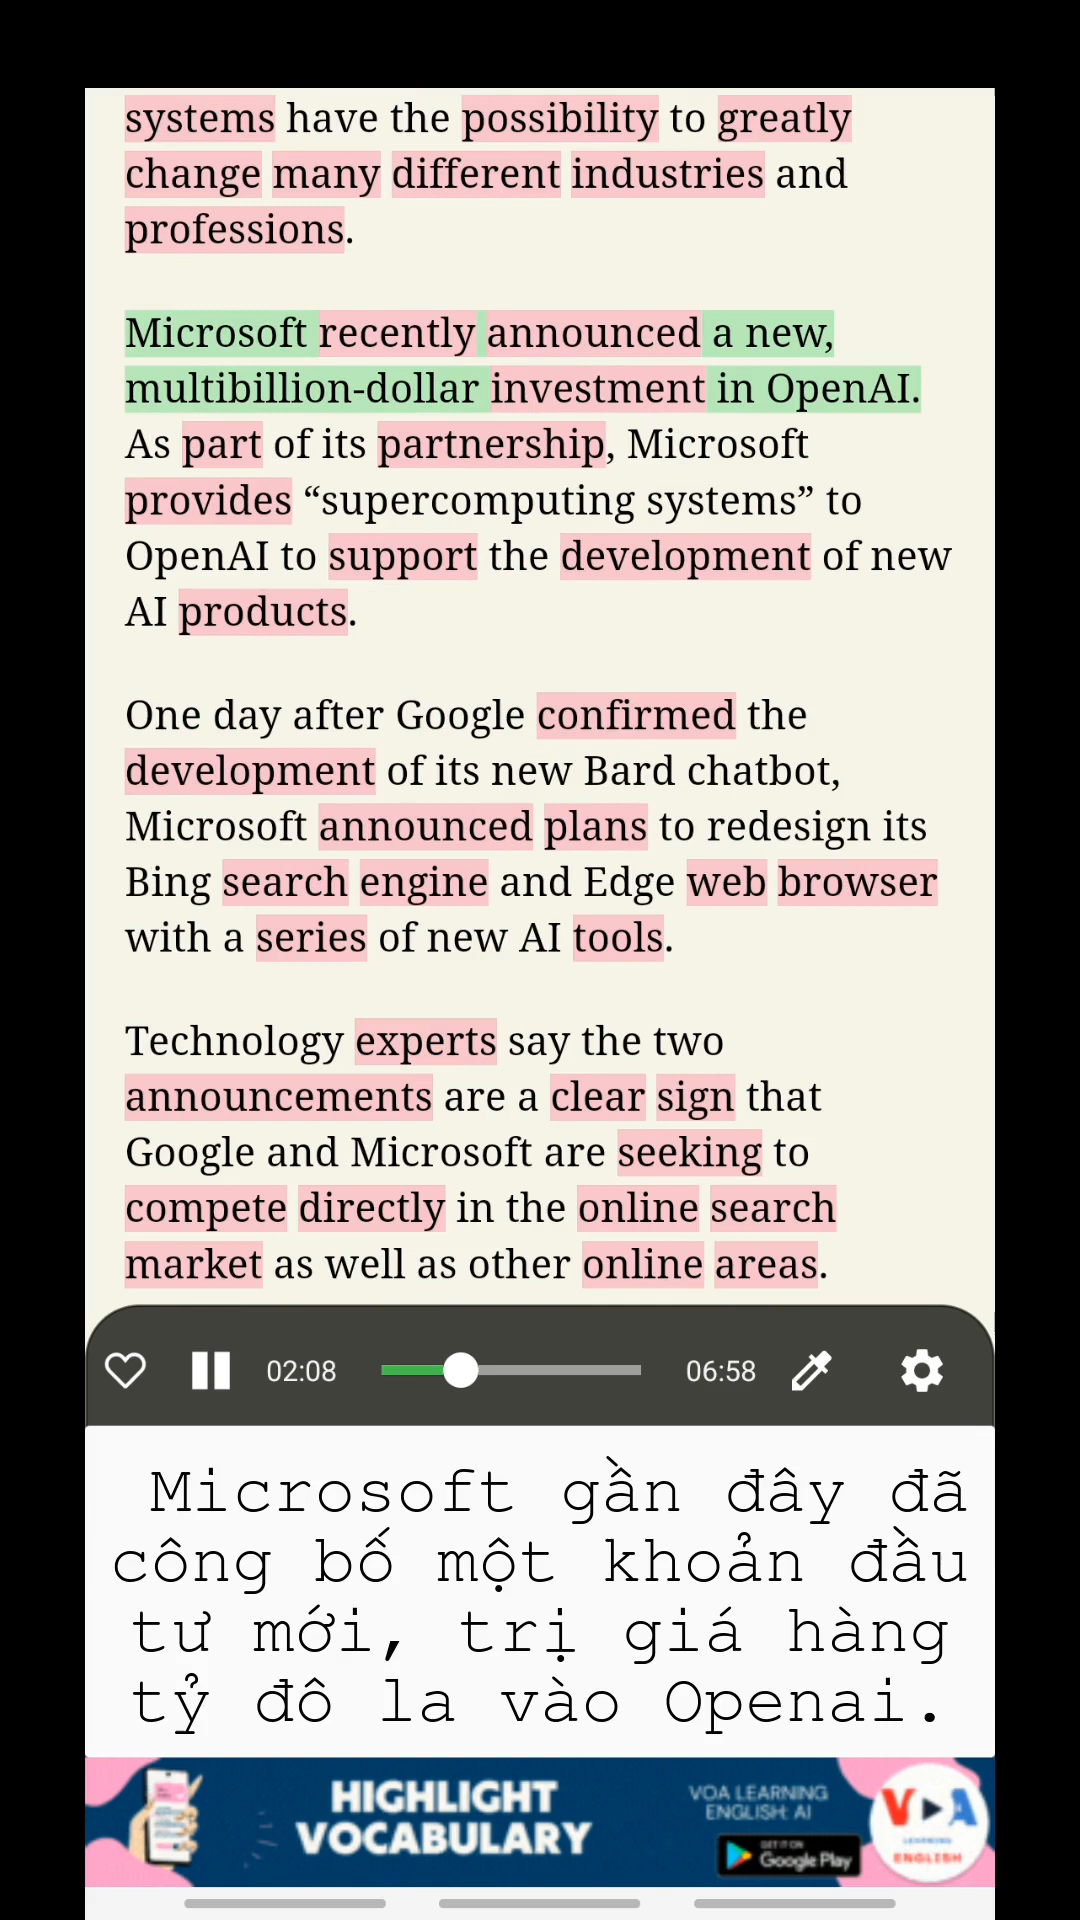 systems have the possibility to greatly
change many different industries and
professions.
Microsoft recently announced a new,
multibillion-dollar investment in OpenAI.
As part of its partnership, Microsoft
provides “supercomputing systems” to
OpenAI to support the development of new
AI products.
One day after Google confirmed the
development of its new Bard chatbot,
Microsoft announced plans to redesign its
Bing search engine and Edge web browser
with a series of new AI tools.
Technology experts say the two
announcements are a clear sign that
Google and Microsoft are seeking to
compete directly in the online search
market as well as other online areas.
02:08 06:58
Microsoft gần đây đã
công bố một khoản đầu
tư mới, trị giá hàng
tỷ đô la vào Openai.
HIGHLIGHT
VOCABULARY
VOA LEARNING
ENGLISH: AI
GET IT ON
Google Play
VOA
LEARNING
ENGLISH